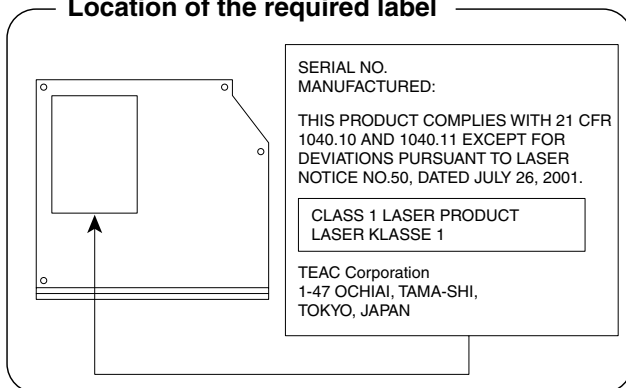 Location of the required label
SERIAL NO.
MANUFACTURED:
THIS PRODUCT COMPLIES WITH 21 CFR
1040.10 AND 1040.11 EXCEPT FOR
DEVIATIONS PURSUANT TO LASER
NOTICE NO.50, DATED JULY 26, 2001.
CLASS 1 LASER PRODUCT
LASER KLASSE 1
TEAC Corporation
1-47 OCHIAI, TAMA-SHI,
TOKYO, JAPAN